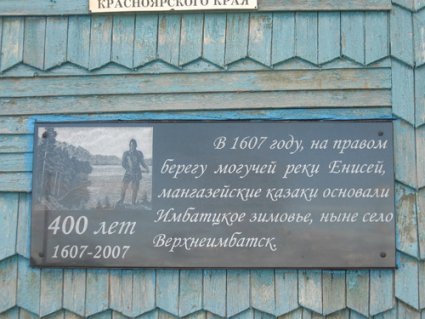 КРАСНОЯРСКОГО КРАЯ
В 1607 году, на правом
берегу могучей реки Енисей,
мангазейские казаки основали
Имбатцкое зимовье, ныне село
Верхнеимбатск.
400 лет
1607-2007